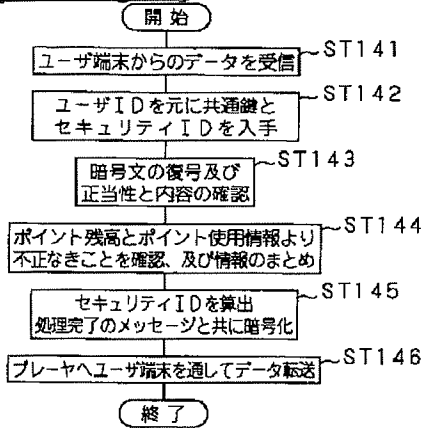 開始
ユーザ端末からのデータを受信
ST141
ユーザIDを元に共通鍵と
セキュリティIDを入手
ST142
暗号文の復号及び
正当性と内容の確認
ST143
ポイント残高とポイント使用情報より
不正なきことを確認、及び情報のまとめ
ST144
セキュリティIDを算出
処理完了のメッセージと共に暗号化
ST145
プレーヤへユーザ端末を通してデータ転送
ST146
終了